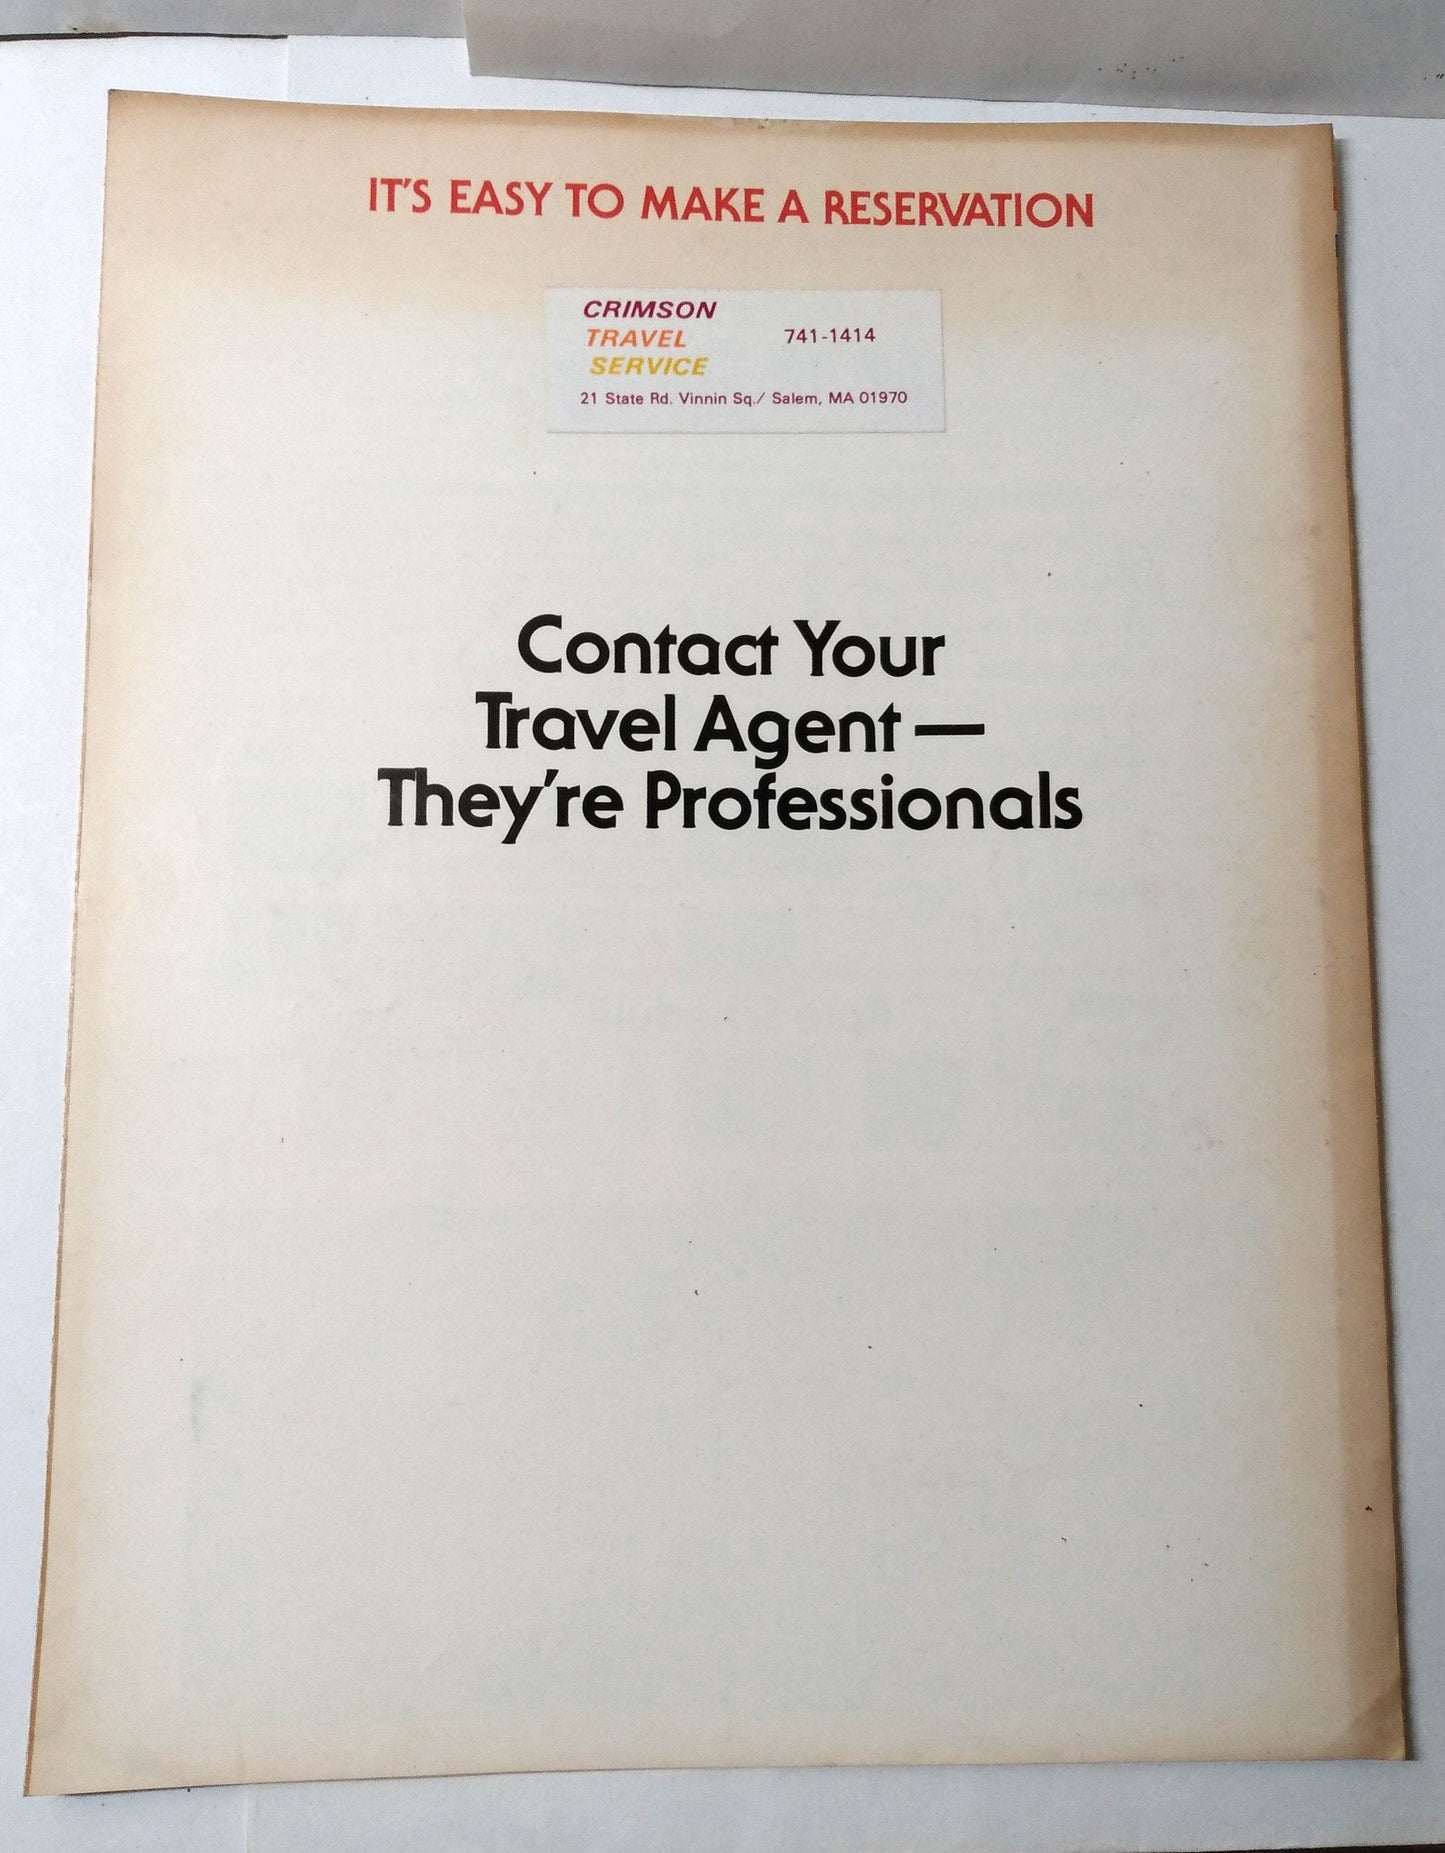 IT'S EASY TO MAKE A RESERVATION
CRIMSON
TRAVEL 741-1414
SERVICE
21 State Rd. Vinnin Sq./ Salem, MA 01970
Contact Your
Travel Agent —
They're Professionals